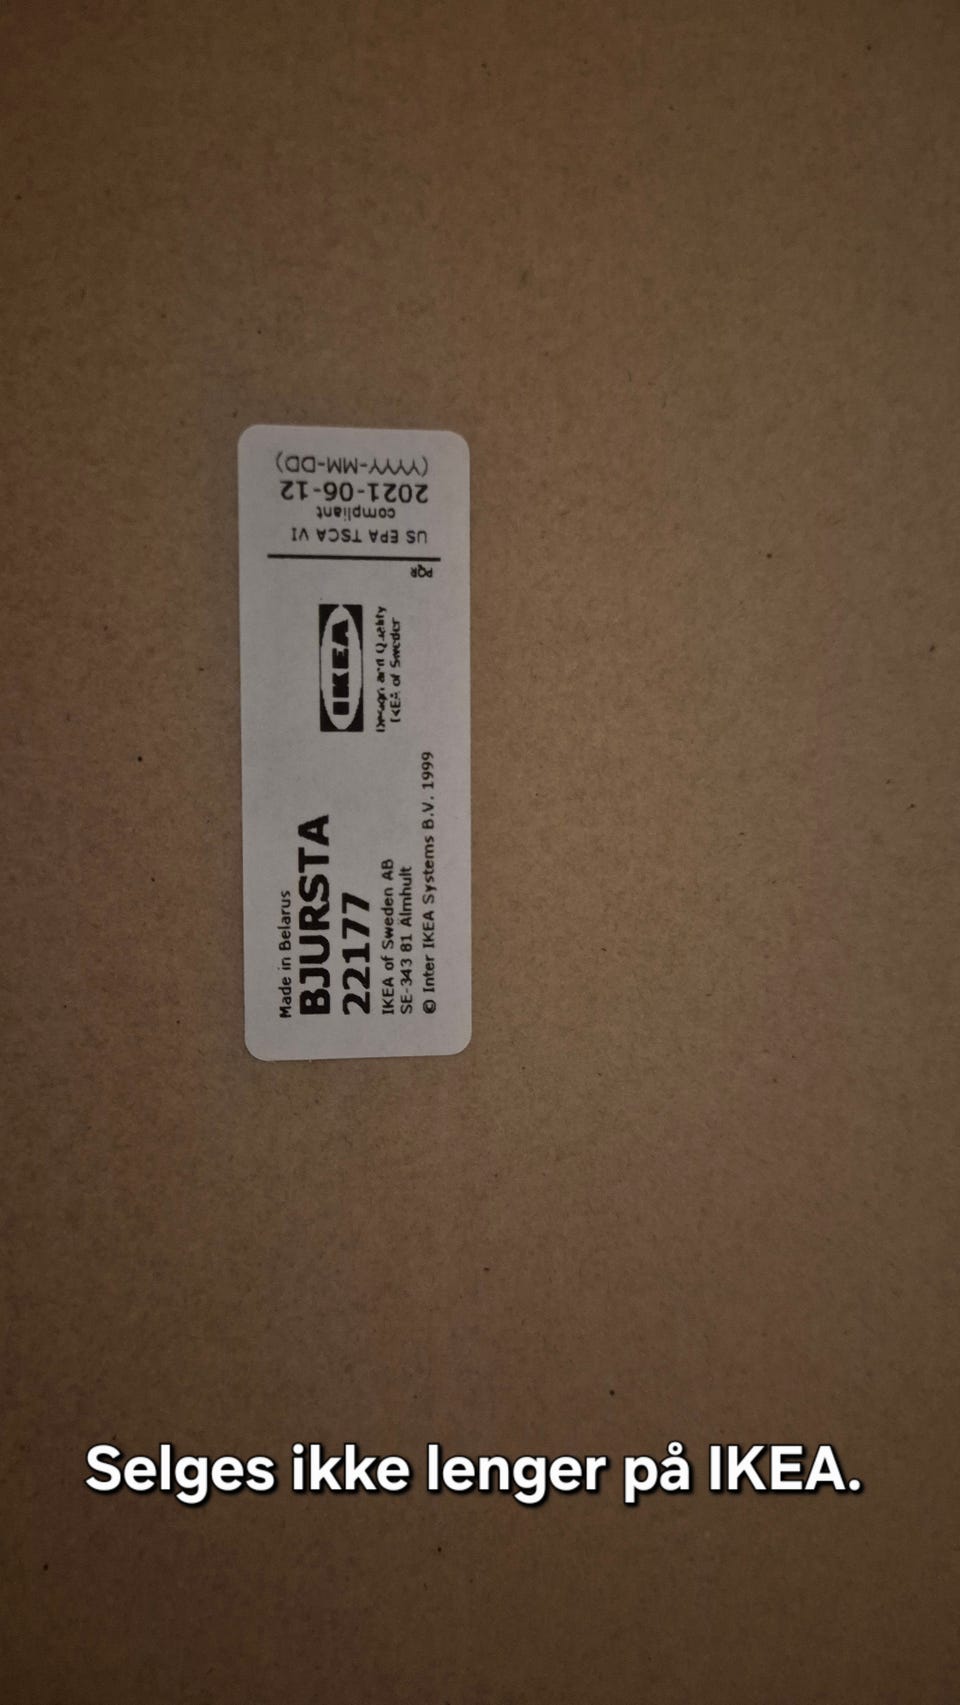 Made in Belarus
BJURSTA
22177
IKEA of Sweden AB
SE-343 81 Älmhult
© Inter IKEA Systems B.V. 1999
IKEA
Design and Quality
IKEA of Sweden
PQR
US EPA TSCA VI
compliant
2021-06-12
(YYYY-MM-DD)
Selges ikke lenger på IKEA.